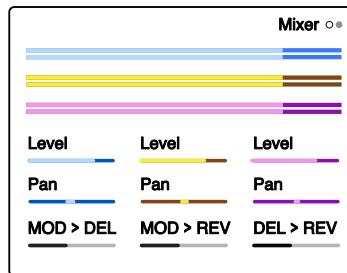 Mixer
Level Level Level
Pan Pan Pan
MOD > DEL MOD > REV DEL > REV